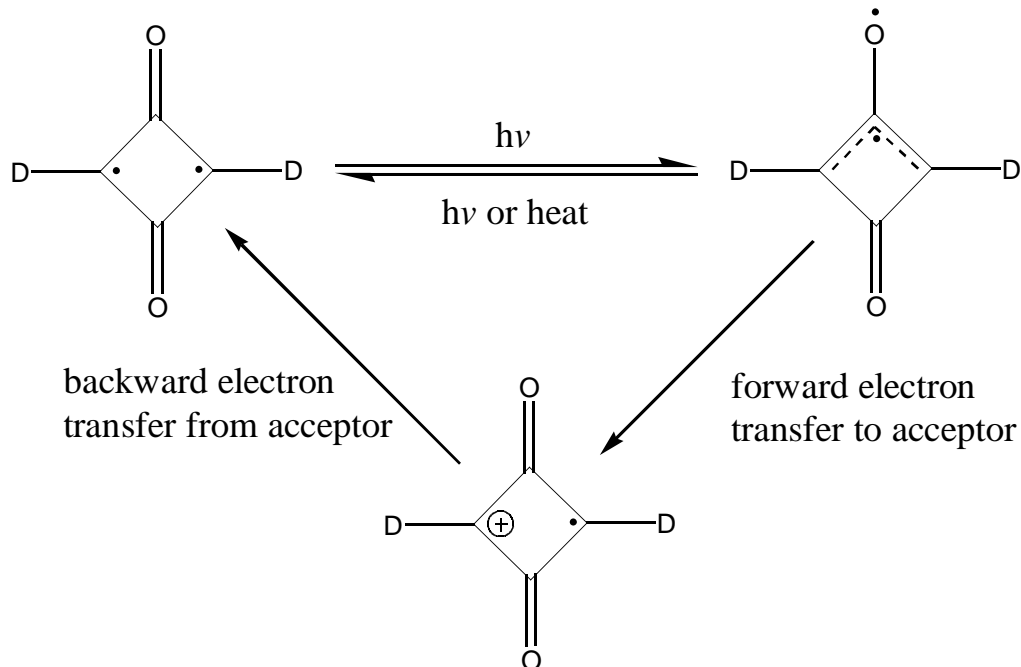 O
D
D
O
hν
hν or heat
O
D
D
O
backward electron
transfer from acceptor
forward electron
transfer to acceptor
O
D
+
D
O